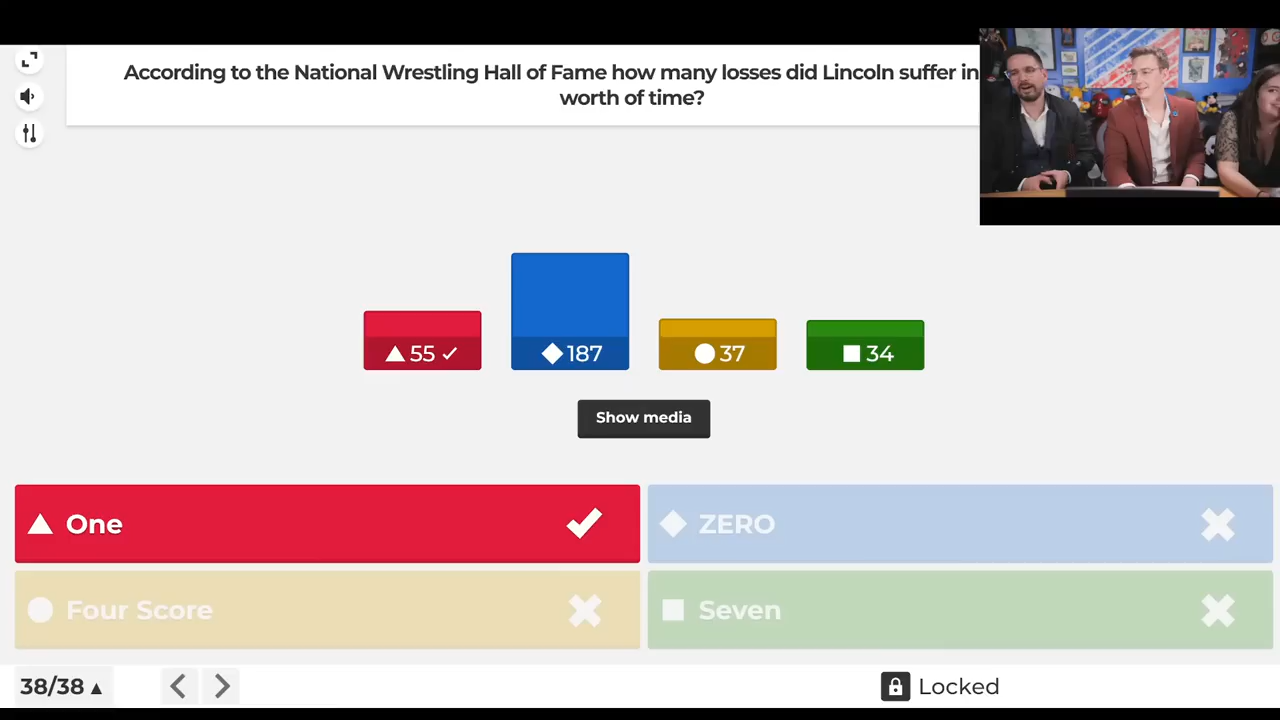 According to the National Wrestling Hall of Fame how many losses did Lincoln suffer in
worth of time?
55
187
37
34
Show media
One
ZERO
Four Score
Seven
38/38
Locked